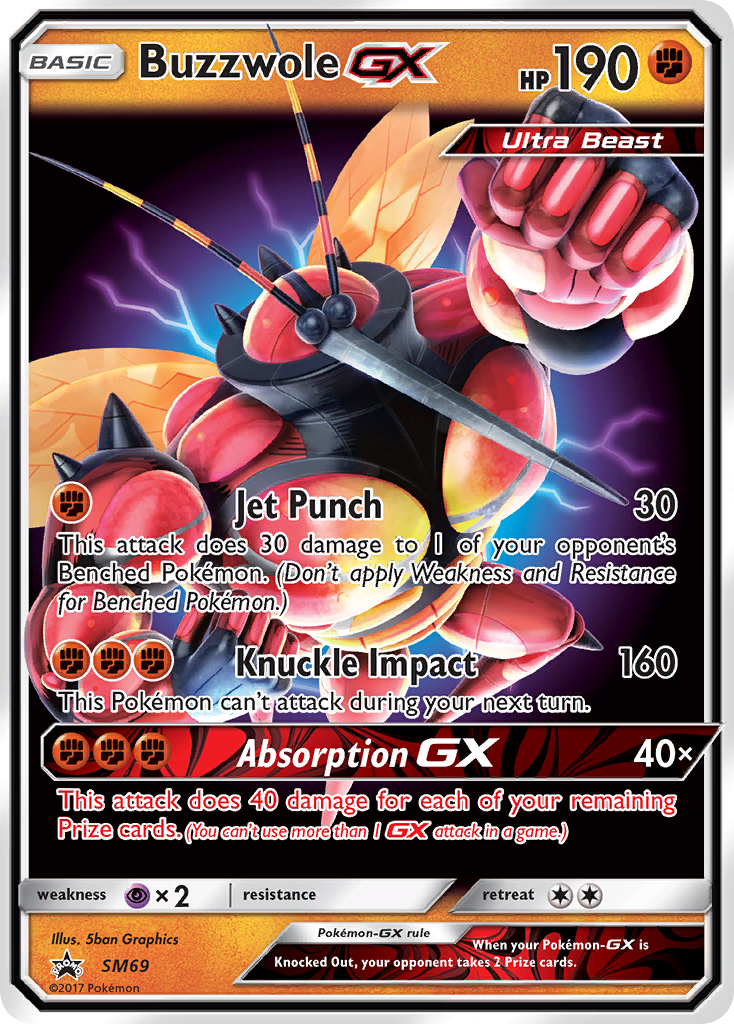 BASIC Buzzwole GX HP 190
Ultra Beast
Jet Punch 30
This attack does 30 damage to 1 of your opponent's
Benched Pokémon. (Don't apply Weakness and Resistance
for Benched Pokémon.)
Knuckle Impact 160
This Pokémon can't attack during your next turn.
Absorption GX 40×
This attack does 40 damage for each of your remaining
Prize cards. (You can't use more than 1 GX attack in a game.)
weakness ×2 resistance retreat
Illus. 5ban Graphics
PROMO SM69
©2017 Pokémon
Pokémon-GX rule
When your Pokémon-GX is
Knocked Out, your opponent takes 2 Prize cards.